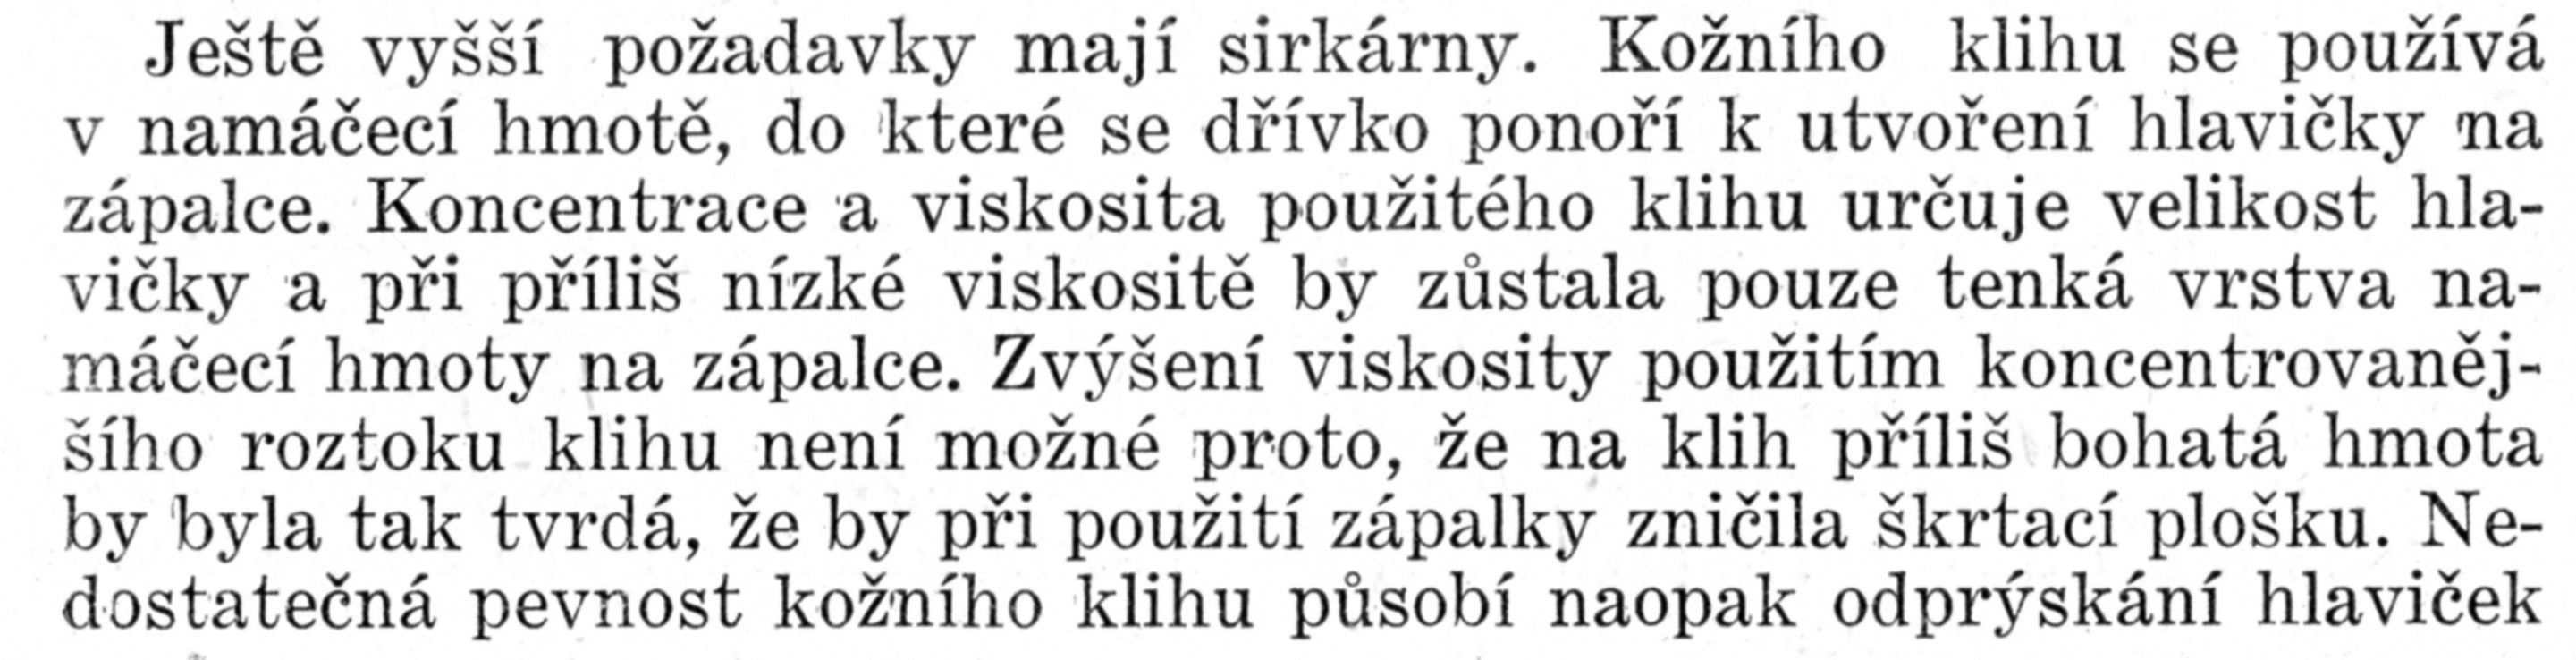 Ještě vyšší požadavky mají sirkárny. Kožního klihu se používá
v namáčecí hmotě, do které se dřívko ponoří k utvoření hlavičky na
zápalce. Koncentrace a viskosita použitého klihu určuje velikost hla-
vičky a při příliš nízké viskositě by zůstala pouze tenká vrstva na-
máčecí hmoty na zápalce. Zvýšení viskosity použitím koncentrovaněj-
šího roztoku klihu není možné proto, že na klih příliš bohatá hmota
by byla tak tvrdá, že by při použití zápalky zničila škrtací plošku. Ne-
dostatečná pevnost kožního klihu působí naopak odprýskání hlaviček